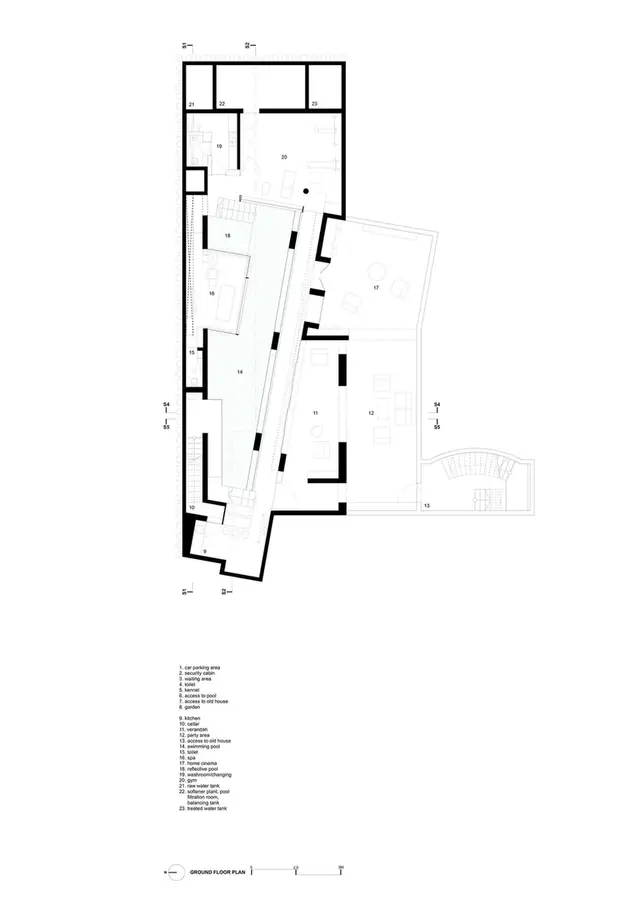 S1
S2
21
22
23
19
20
18
17
16
15
14
S4
S5
S4
S5
11
12
10
13
9
S1
S2
1. car parking area
2. security cabin
3. waiting area
4. toilet
5. kennel
6. access to pool
7. access to old house
8. garden
9. kitchen
10. cellar
11. verandah
12. party area
13. access to old house
14. swimming pool
15. toilet
16. spa
17. home cinema
18. reflective pool
19. washroom/changing
20. gym
21. raw water tank
22. softener plant, pool
filtration room,
balancing tank
23. treated water tank
N
GROUND FLOOR PLAN
0